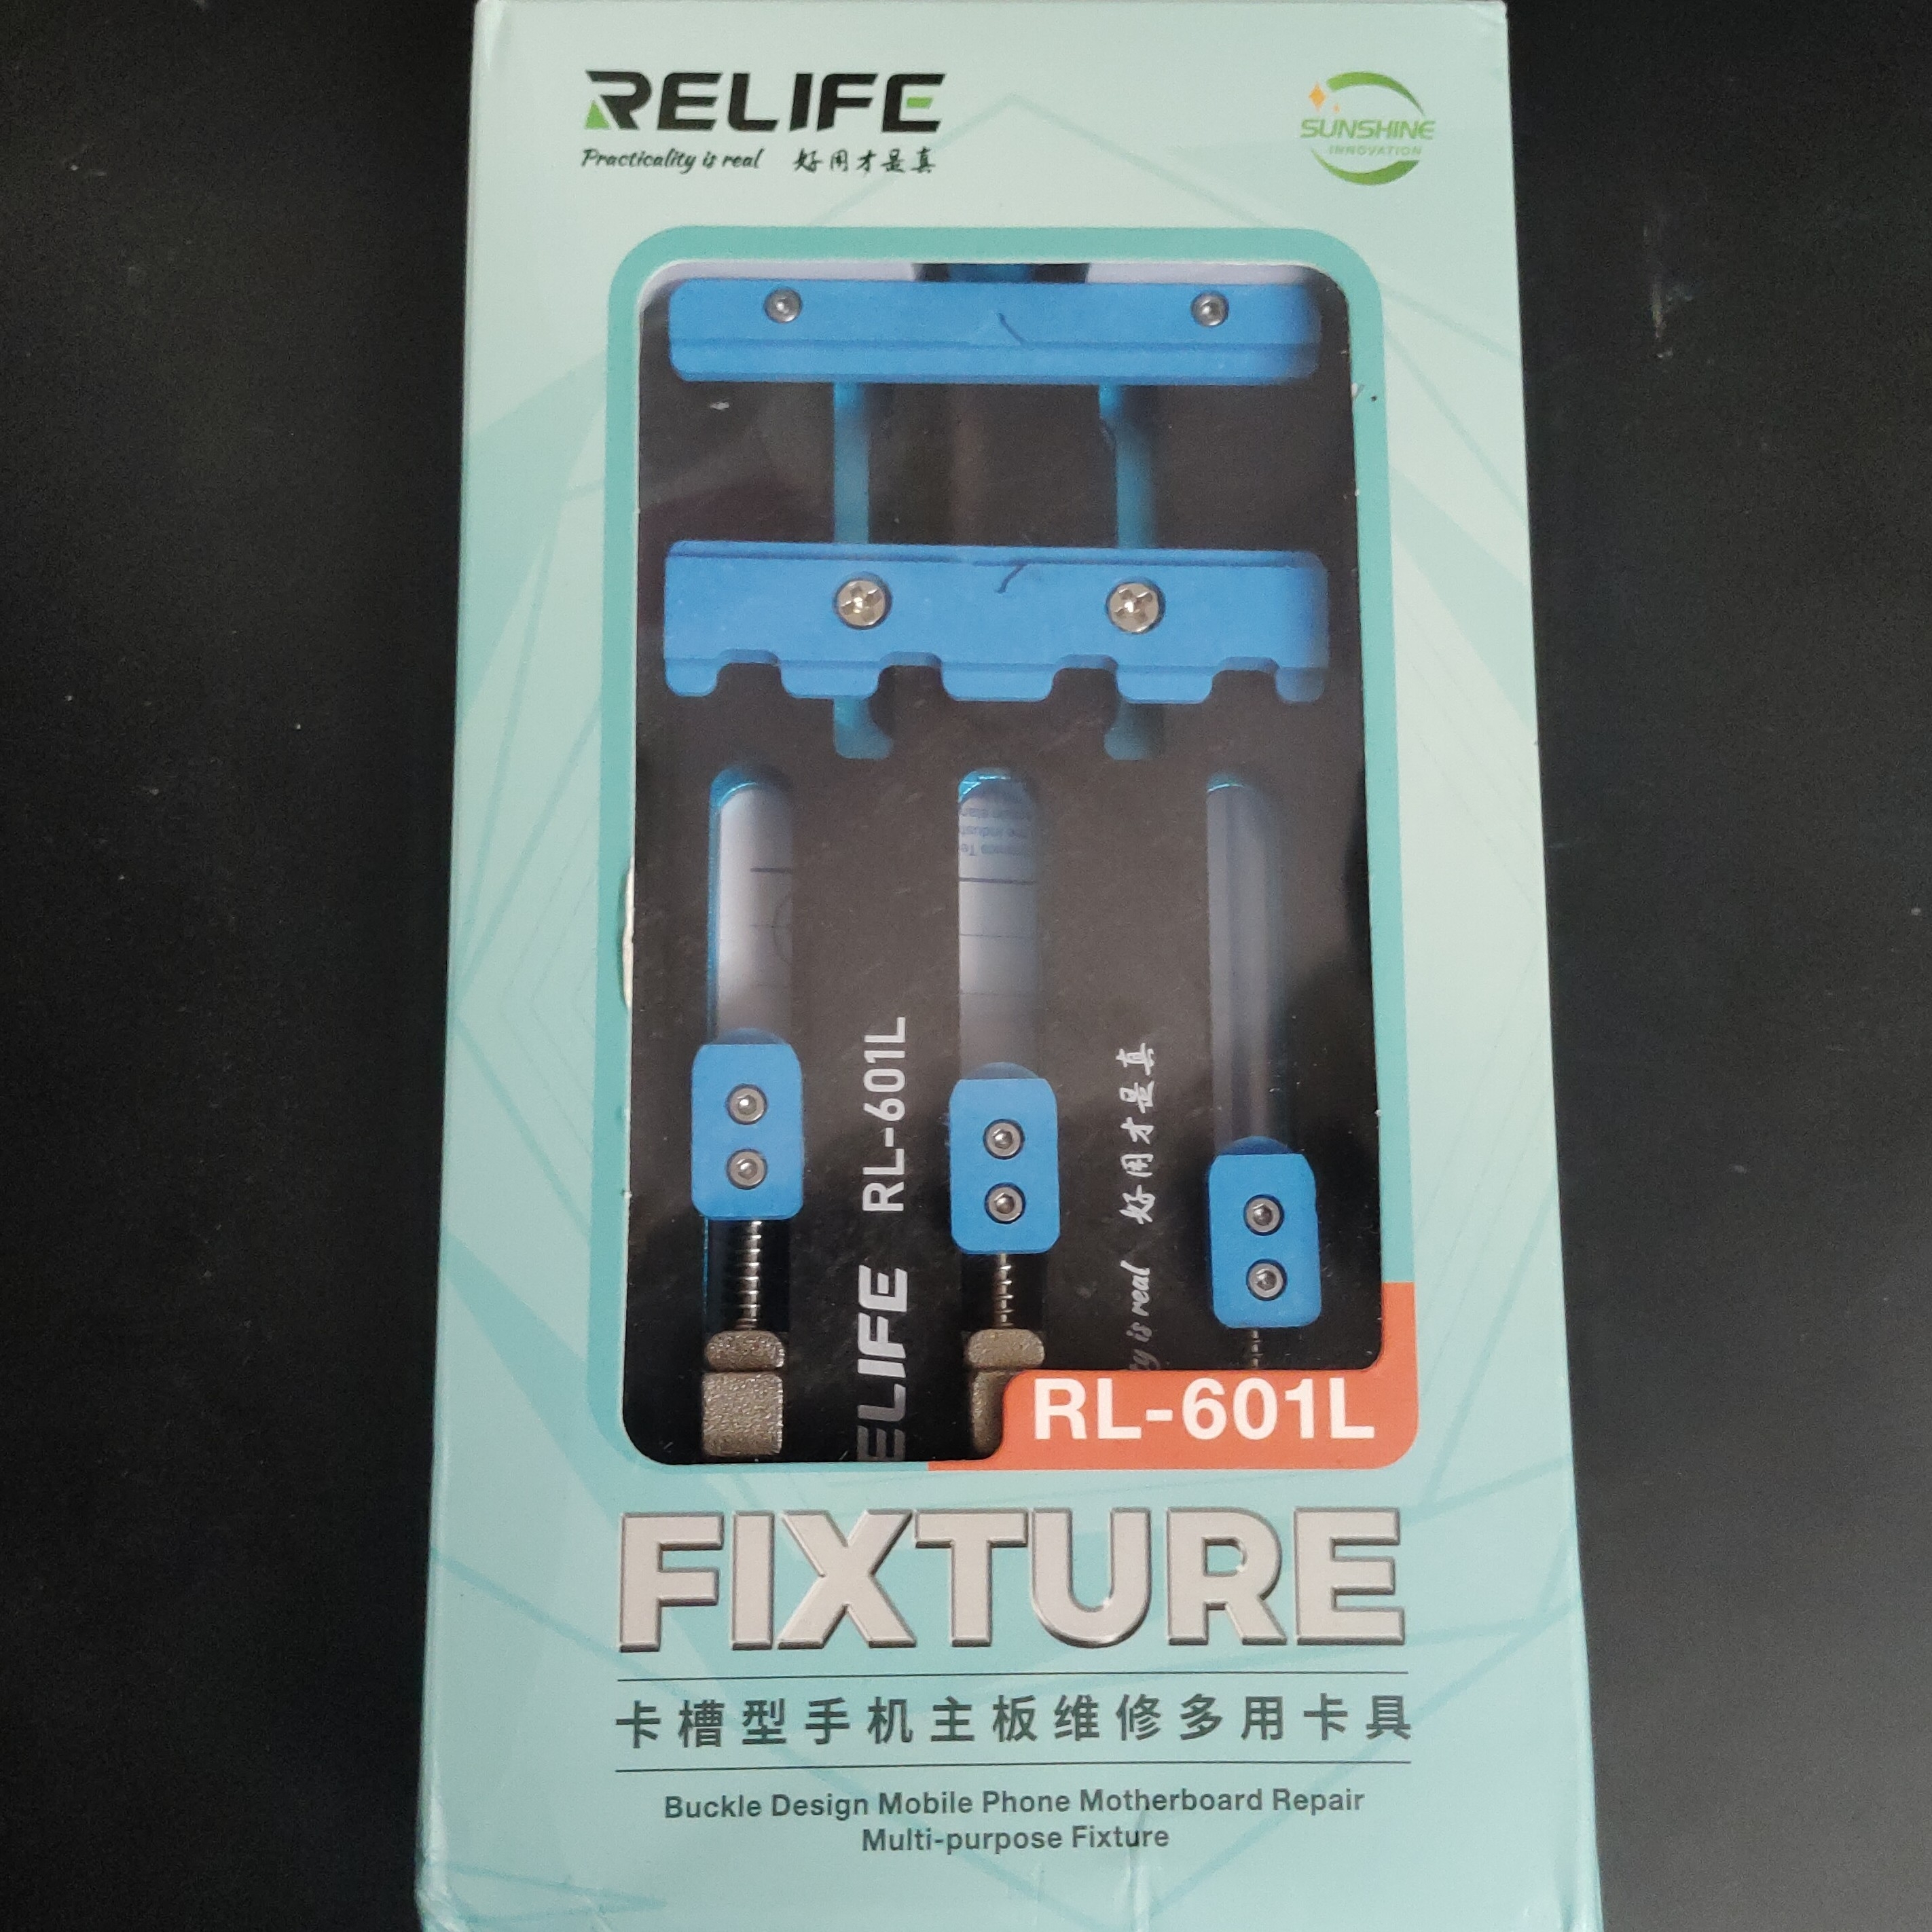 RELIFE
Practicality is real 好用才是真
SUNSHINE
INNOVATION
RELIFE RL-601L
is real 好用才是真
RL-601L
FIXTURE
卡槽型手机主板维修多用卡具
Buckle Design Mobile Phone Motherboard Repair
Multi-purpose Fixture